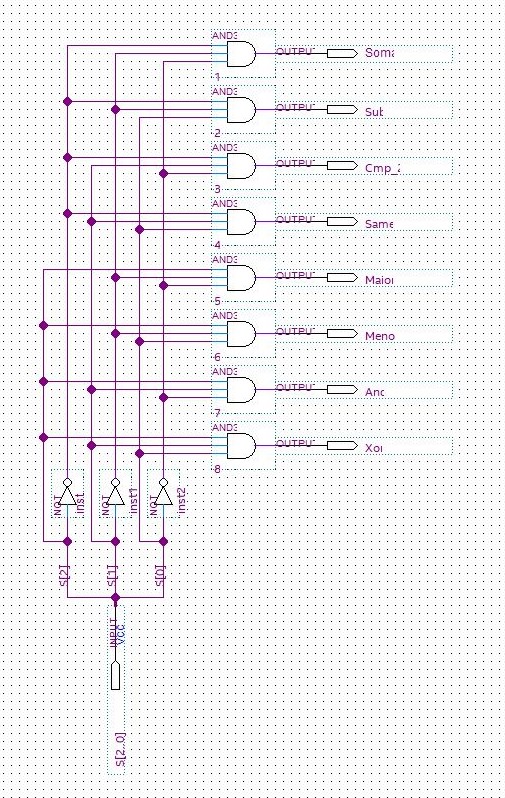 AND3
OUTPUT
Soma
1
AND3
OUTPUT
Sub
2
AND3
OUTPUT
Cmp_2
3
AND3
OUTPUT
Same
4
AND3
OUTPUT
Maior
5
AND3
OUTPUT
Meno
6
AND3
OUTPUT
And
7
AND3
OUTPUT
Xor
8
NOT
inst
NOT
inst1
NOT
inst2
S[2]
S[1]
S[0]
INPUT
VCC
S[2..0]